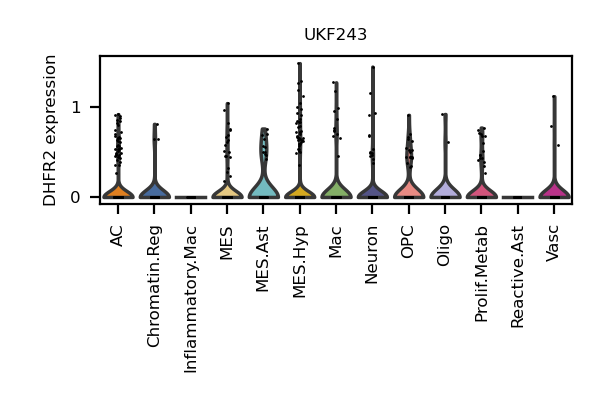 UKF243
DHFR2 expression
1
0
AC
Chromatin.Reg
Inflammatory.Mac
MES
MES.Ast
MES.Hyp
Mac
Neuron
OPC
Oligo
Prolif.Metab
Reactive.Ast
Vasc